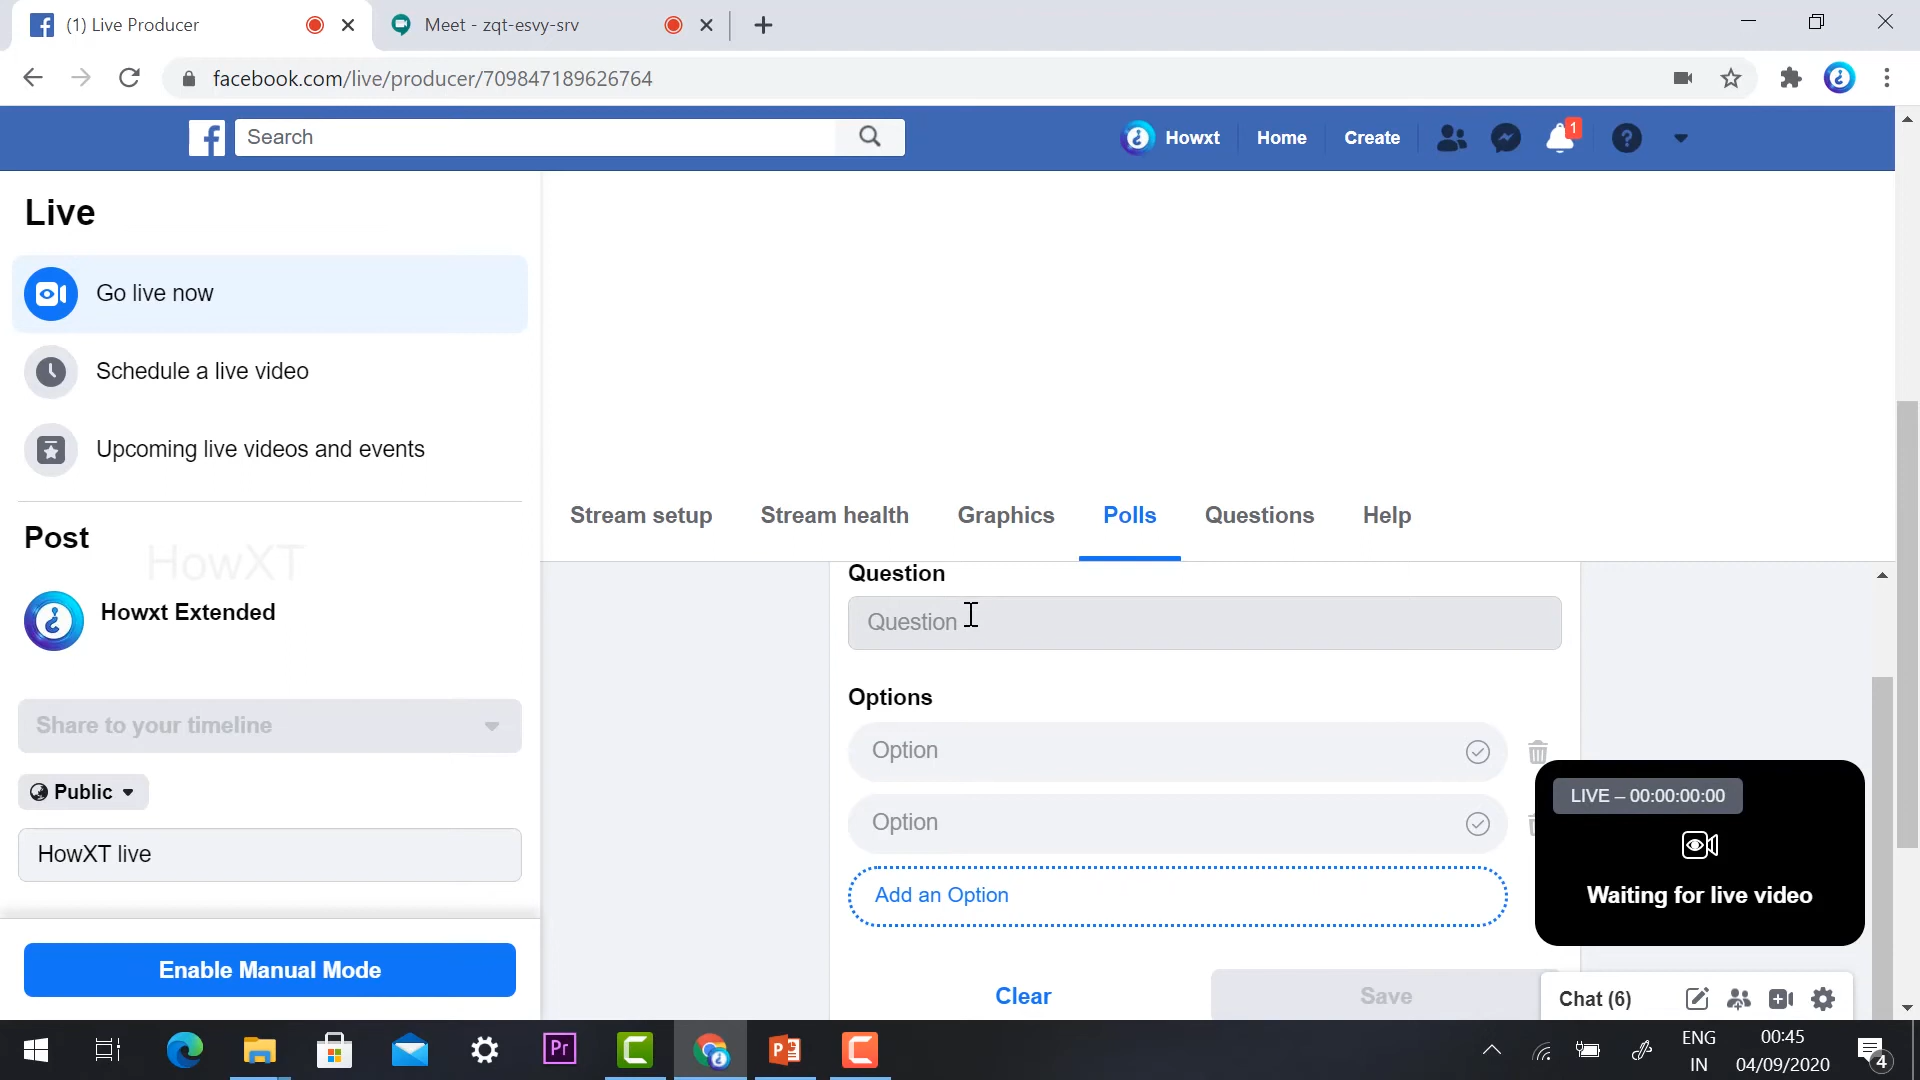 (1) Live Producer
Meet - zqt-esvy-srv
facebook.com/live/producer/709847189626764
Search
Howxt
Home
Create
1
Live
Go live now
Schedule a live video
Upcoming live videos and events
Post
HowXT
Howxt Extended
Share to your timeline
Public
HowXT live
Enable Manual Mode
Stream setup
Stream health
Graphics
Polls
Questions
Help
Question
Question
Options
Option
Option
Add an Option
Clear
Save
LIVE – 00:00:00:00
Waiting for live video
Chat (6)
Pr
ENG
IN
00:45
04/09/2020
4